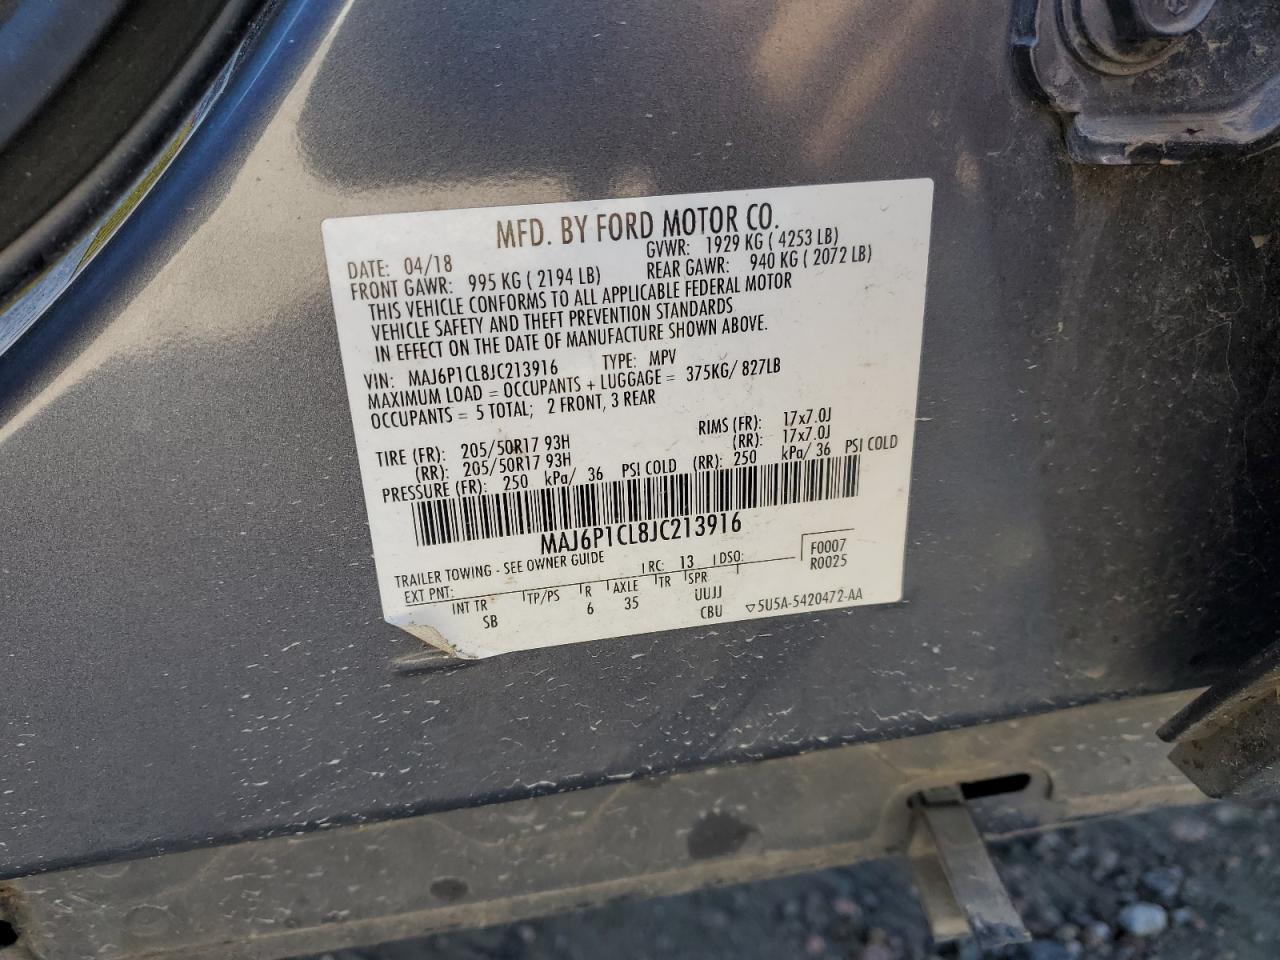 MFD. BY FORD MOTOR CO.
DATE: 04/18 GVWR: 1929 KG ( 4253 LB)
FRONT GAWR: 995 KG ( 2194 LB) REAR GAWR: 940 KG ( 2072 LB)
THIS VEHICLE CONFORMS TO ALL APPLICABLE FEDERAL MOTOR
VEHICLE SAFETY AND THEFT PREVENTION STANDARDS
IN EFFECT ON THE DATE OF MANUFACTURE SHOWN ABOVE.
VIN: MAJ6P1CL8JC213916 TYPE: MPV
MAXIMUM LOAD = OCCUPANTS + LUGGAGE = 375KG/ 827LB
OCCUPANTS = 5 TOTAL; 2 FRONT, 3 REAR
TIRE (FR): 205/50R17 93H RIMS (FR): 17x7.0J
(RR): 205/50R17 93H (RR): 17x7.0J
PRESSURE (FR): 250 kPa/ 36 PSI COLD (RR): 250 kPa/ 36 PSI COLD
MAJ6P1CL8JC213916
TRAILER TOWING - SEE OWNER GUIDE
EXT PNT: RC: 13 DSO: F0007
R0025
INT TR TP/PS R AXLE TR SPR
SB 6 35 UUJJ
CBU ▽5U5A-5420472-AA